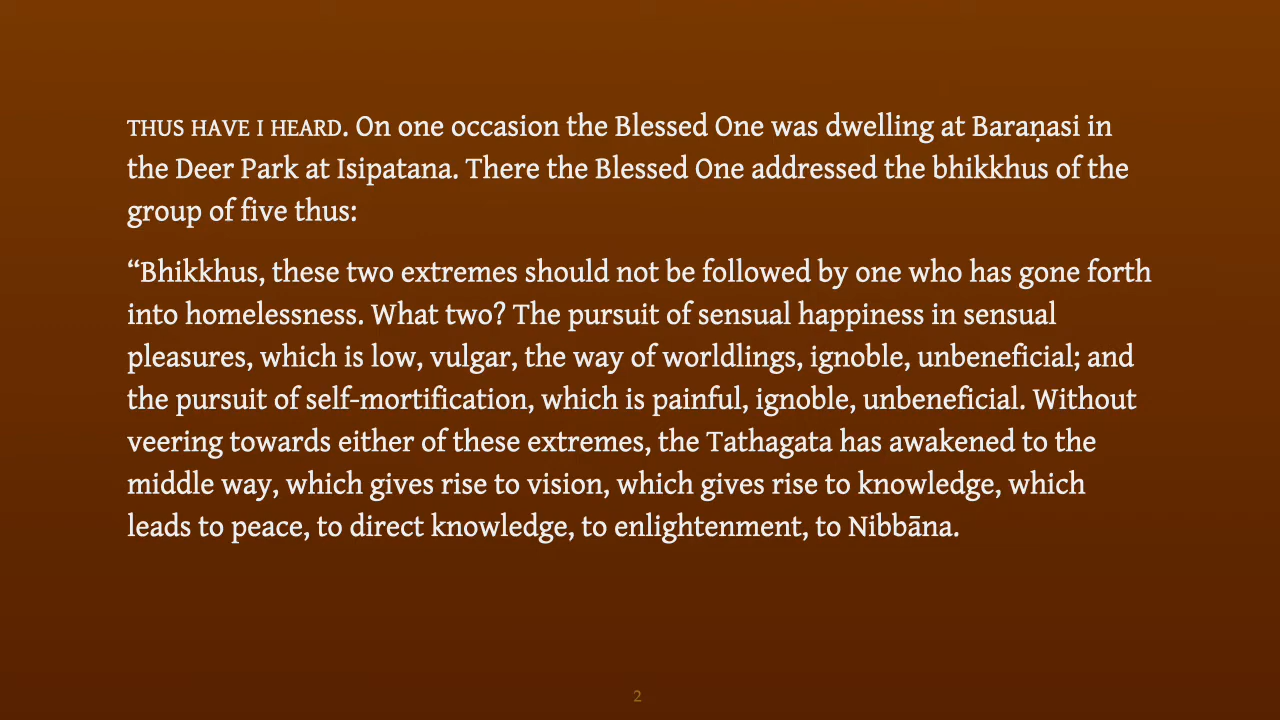 THUS HAVE I HEARD. On one occasion the Blessed One was dwelling at Baraṇasi in
the Deer Park at Isipatana. There the Blessed One addressed the bhikkhus of the
group of five thus:
“Bhikkhus, these two extremes should not be followed by one who has gone forth
into homelessness. What two? The pursuit of sensual happiness in sensual
pleasures, which is low, vulgar, the way of worldlings, ignoble, unbeneficial; and
the pursuit of self-mortification, which is painful, ignoble, unbeneficial. Without
veering towards either of these extremes, the Tathagata has awakened to the
middle way, which gives rise to vision, which gives rise to knowledge, which
leads to peace, to direct knowledge, to enlightenment, to Nibbāna.
2